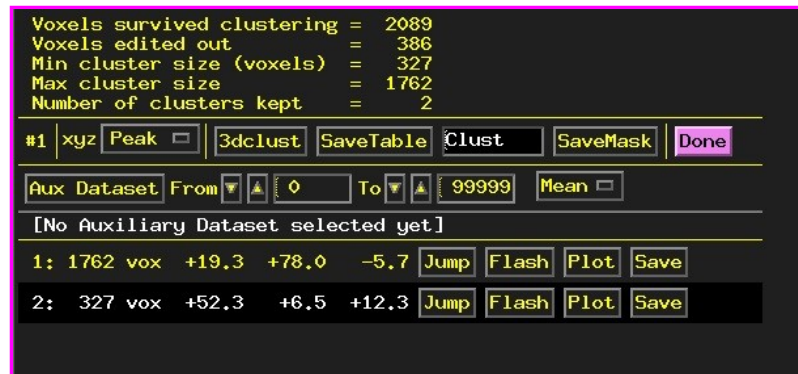 Voxels survived clustering = 2089
Voxels edited out = 386
Min cluster size (voxels) = 327
Max cluster size = 1762
Number of clusters kept = 2
#1 xyz Peak 3dclust SaveTable Clust SaveMask Done
Aux Dataset From 0 To 99999 Mean
[No Auxiliary Dataset selected yet]
1: 1762 vox +19.3 +78.0 -5.7 Jump Flash Plot Save
2: 327 vox +52.3 +6.5 +12.3 Jump Flash Plot Save